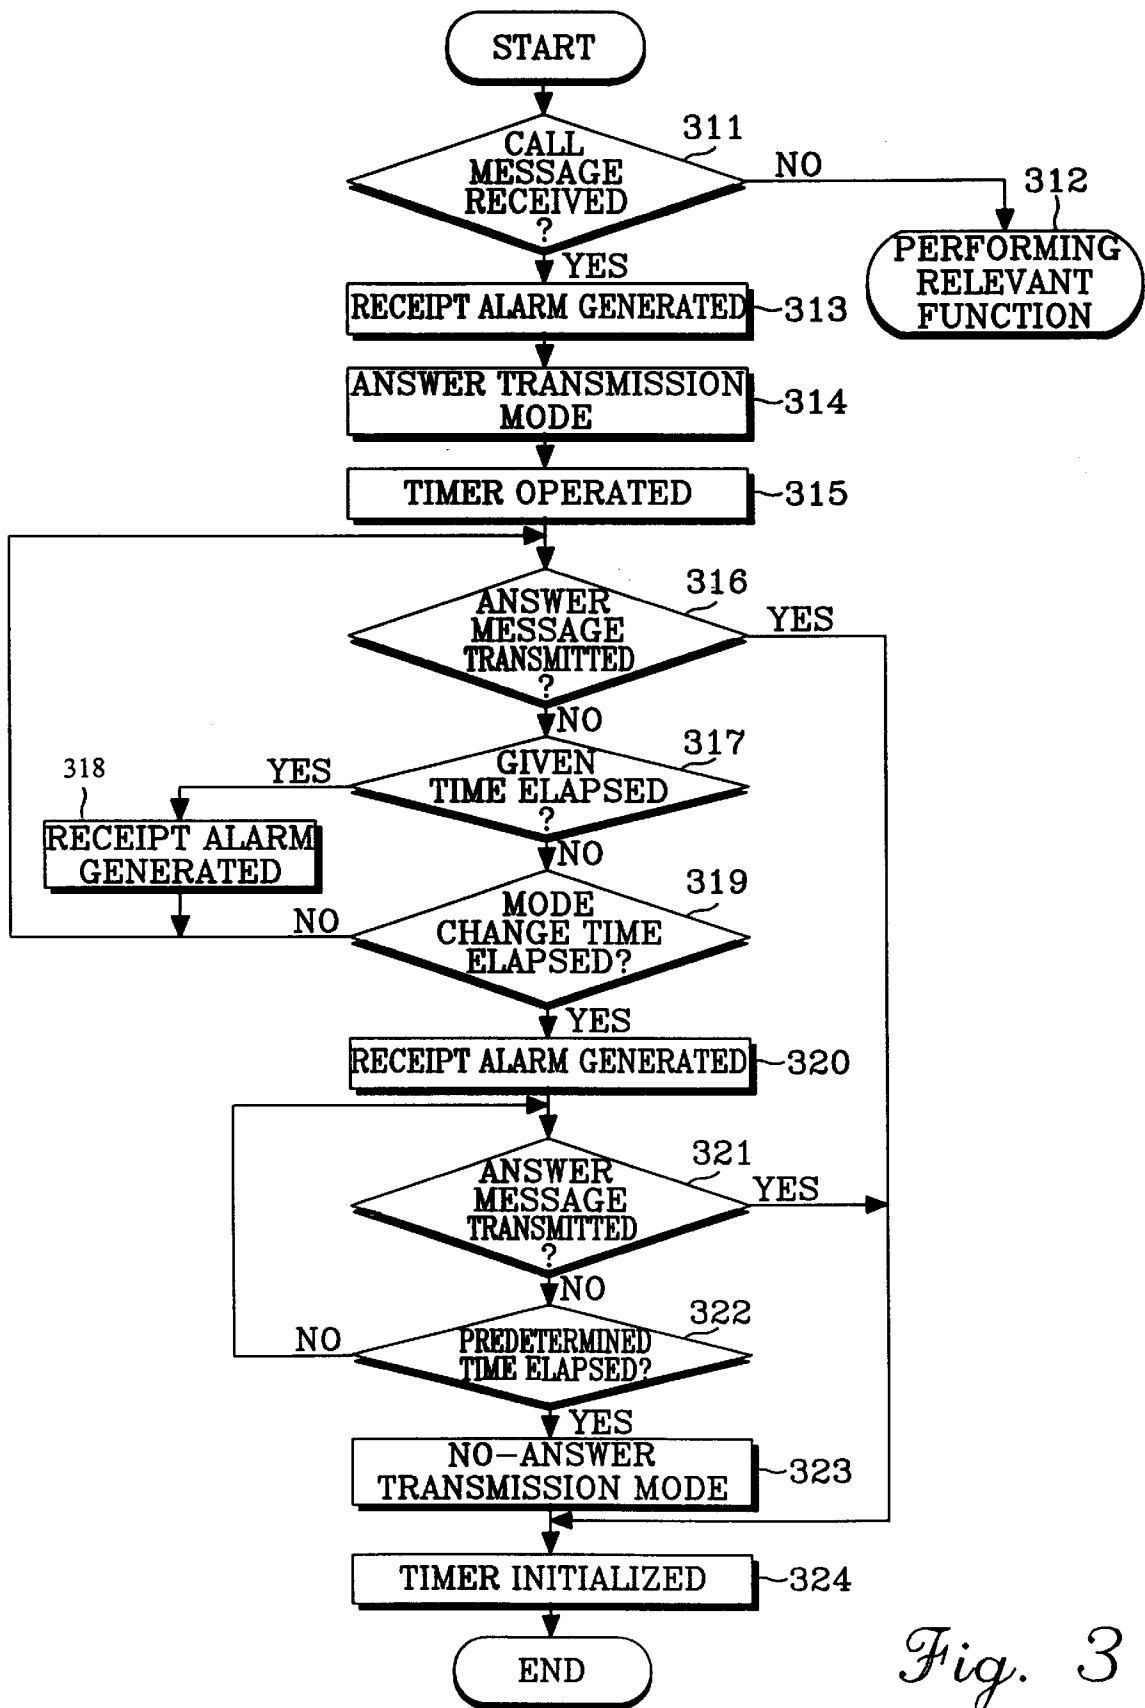 START
311
CALL
MESSAGE
RECEIVED
?
NO
312
PERFORMING
RELEVANT
FUNCTION
YES
RECEIPT ALARM GENERATED
313
ANSWER TRANSMISSION
MODE
314
TIMER OPERATED
315
316
ANSWER
MESSAGE
TRANSMITTED
?
YES
NO
317
GIVEN
TIME ELAPSED
?
YES
318
RECEIPT ALARM
GENERATED
NO
319
MODE
CHANGE TIME
ELAPSED?
NO
YES
RECEIPT ALARM GENERATED
320
321
ANSWER
MESSAGE
TRANSMITTED
?
YES
NO
322
PREDETERMINED
TIME ELAPSED?
NO
YES
NO-ANSWER
TRANSMISSION MODE
323
TIMER INITIALIZED
324
END
Fig. 3